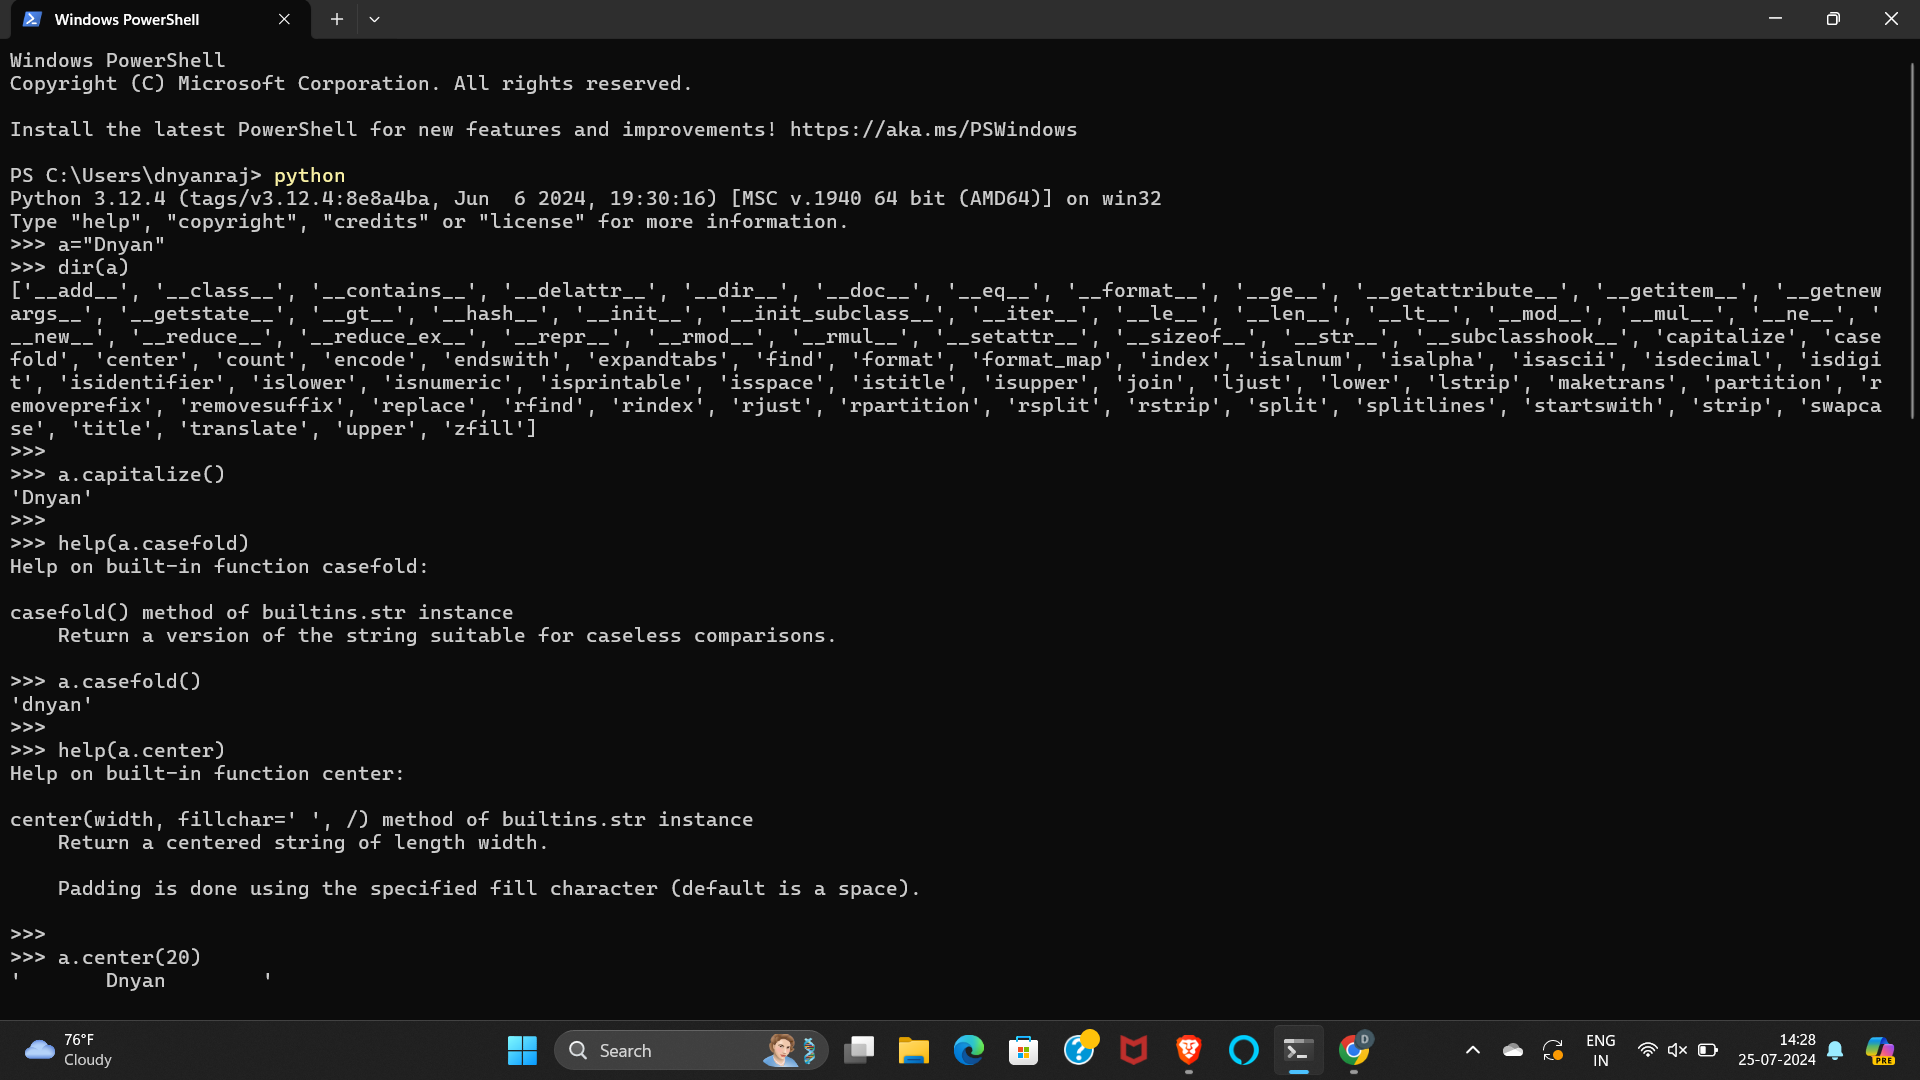 Windows PowerShell
Windows PowerShell
Copyright (C) Microsoft Corporation. All rights reserved.
Install the latest PowerShell for new features and improvements! https://aka.ms/PSWindows
PS C:\Users\dnyanraj> python
Python 3.12.4 (tags/v3.12.4:8e8a4ba, Jun  6 2024, 19:30:16) [MSC v.1940 64 bit (AMD64)] on win32
Type "help", "copyright", "credits" or "license" for more information.
>>> a="Dnyan"
>>> dir(a)
['__add__', '__class__', '__contains__', '__delattr__', '__dir__', '__doc__', '__eq__', '__format__', '__ge__', '__getattribute__', '__getitem__', '__getnew
args__', '__getstate__', '__gt__', '__hash__', '__init__', '__init_subclass__', '__iter__', '__le__', '__len__', '__lt__', '__mod__', '__mul__', '__ne__', '
__new__', '__reduce__', '__reduce_ex__', '__repr__', '__rmod__', '__rmul__', '__setattr__', '__sizeof__', '__str__', '__subclasshook__', 'capitalize', 'case
fold', 'center', 'count', 'encode', 'endswith', 'expandtabs', 'find', 'format', 'format_map', 'index', 'isalnum', 'isalpha', 'isascii', 'isdecimal', 'isdigi
t', 'isidentifier', 'islower', 'isnumeric', 'isprintable', 'isspace', 'istitle', 'isupper', 'join', 'ljust', 'lower', 'lstrip', 'maketrans', 'partition', 'r
emoveprefix', 'removesuffix', 'replace', 'rfind', 'rindex', 'rjust', 'rpartition', 'rsplit', 'rstrip', 'split', 'splitlines', 'startswith', 'strip', 'swapca
se', 'title', 'translate', 'upper', 'zfill']
>>>
>>> a.capitalize()
'Dnyan'
>>>
>>> help(a.casefold)
Help on built-in function casefold:
casefold() method of builtins.str instance
    Return a version of the string suitable for caseless comparisons.
>>> a.casefold()
'dnyan'
>>>
>>> help(a.center)
Help on built-in function center:
center(width, fillchar=' ', /) method of builtins.str instance
    Return a centered string of length width.
    Padding is done using the specified fill character (default is a space).
>>>
>>> a.center(20)
'       Dnyan        '
76°F
Cloudy
Search
D
ENG
IN
14:28
25-07-2024
PRE